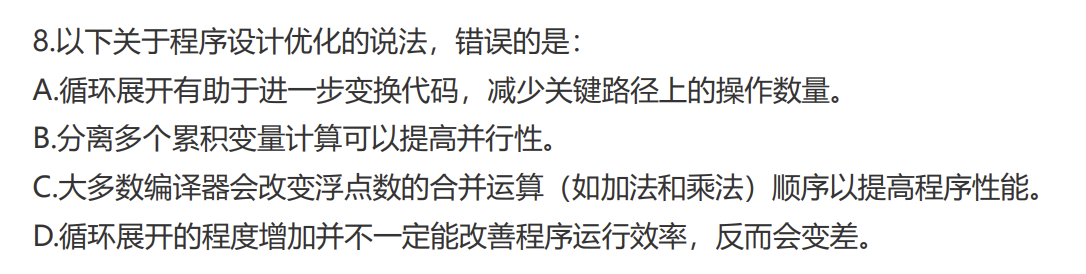 8.以下关于程序设计优化的说法，错误的是：
A.循环展开有助于进一步变换代码，减少关键路径上的操作数量。
B.分离多个累积变量计算可以提高并行性。
C.大多数编译器会改变浮点数的合并运算（如加法和乘法）顺序以提高程序性能。
D.循环展开的程度增加并不一定能改善程序运行效率，反而会变差。